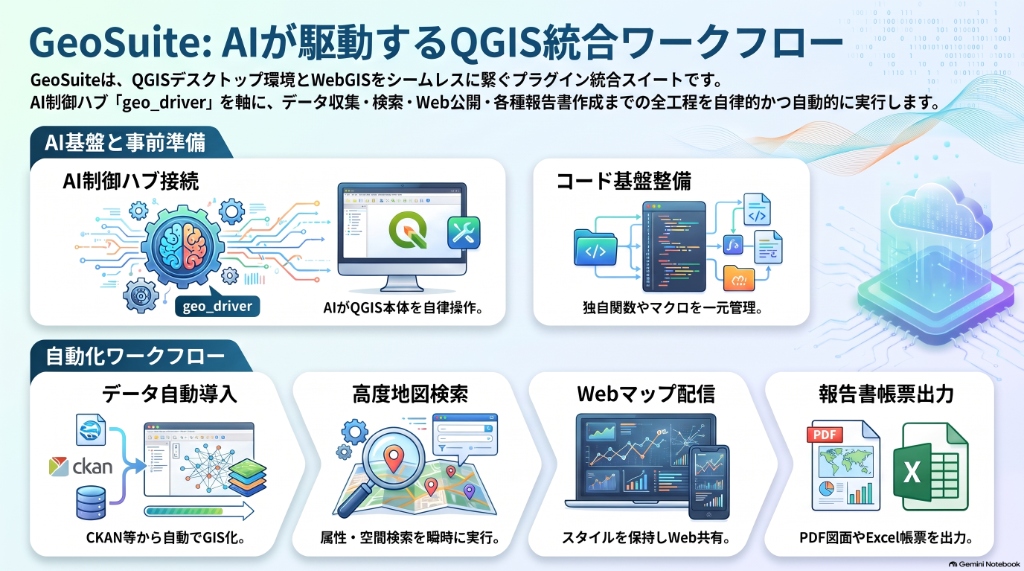 GeoSuite: AIが駆動するQGIS統合ワークフロー
GeoSuiteは、QGISデスクトップ環境とWebGISをシームレスに繋ぐプラグイン統合スイートです。
AI制御ハブ「geo_driver」を軸に、データ収集・検索・Web公開・各種報告書作成までの全工程を自律的かつ自動的に実行します。
AI基盤と事前準備
AI制御ハブ接続
geo_driver
AIがQGIS本体を自律操作。
コード基盤整備
独自関数やマクロを一元管理。
自動化ワークフロー
データ自動導入
ckan
CKAN等から自動でGIS化。
高度地図検索
属性・空間検索を瞬時に実行。
Webマップ配信
スタイルを保持しWeb共有。
報告書帳票出力
PDF
X
PDF図面やExcel帳票を出力。
Gemini Notebook